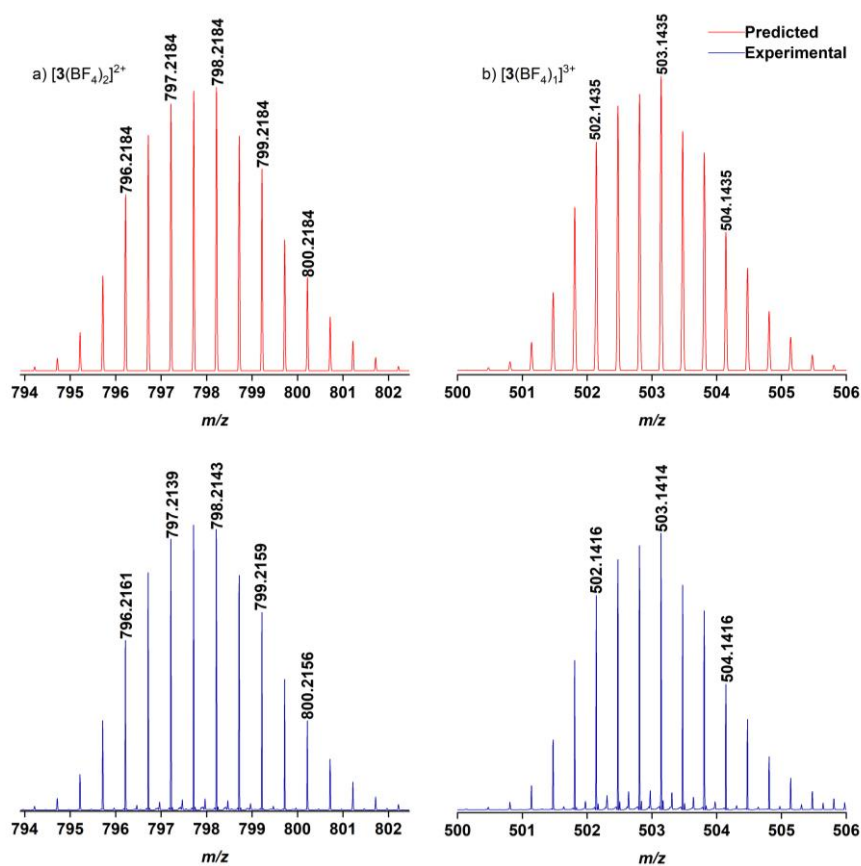 Predicted
Experimental
a) [3(BF₄)₂]²⁺
796.2184
797.2184
798.2184
799.2184
800.2184
794 795 796 797 798 799 800 801 802
m/z
b) [3(BF₄)₁]³⁺
502.1435
503.1435
504.1435
500 501 502 503 504 505 506
m/z
796.2161
797.2139
798.2143
799.2159
800.2156
794 795 796 797 798 799 800 801 802
m/z
502.1416
503.1414
504.1416
500 501 502 503 504 505 506
m/z